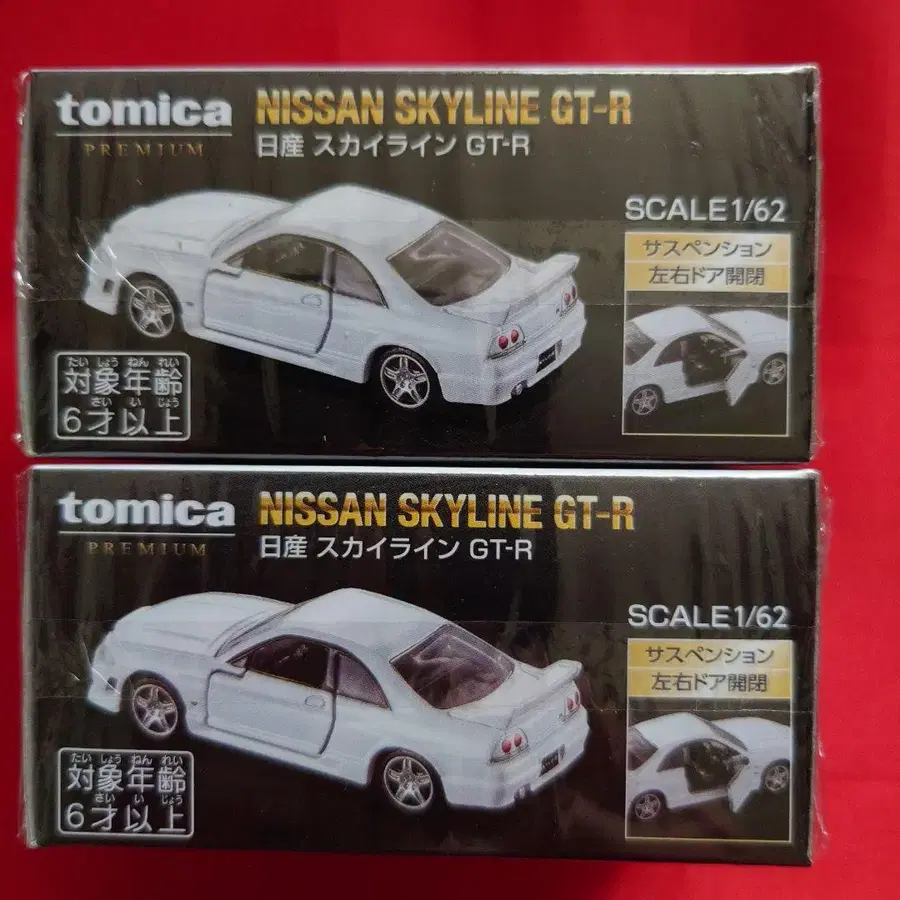 tomica
PREMIUM
NISSAN SKYLINE GT-R
日産 スカイライン GT-R
SCALE1/62
サスペンション
左右ドア開閉
たい しょう ねん れい
対象年齢
さい い じょう
6才以上
tomica
PREMIUM
NISSAN SKYLINE GT-R
日産 スカイライン GT-R
SCALE1/62
サスペンション
左右ドア開閉
たい しょう ねん れい
対象年齢
さい い じょう
6才以上